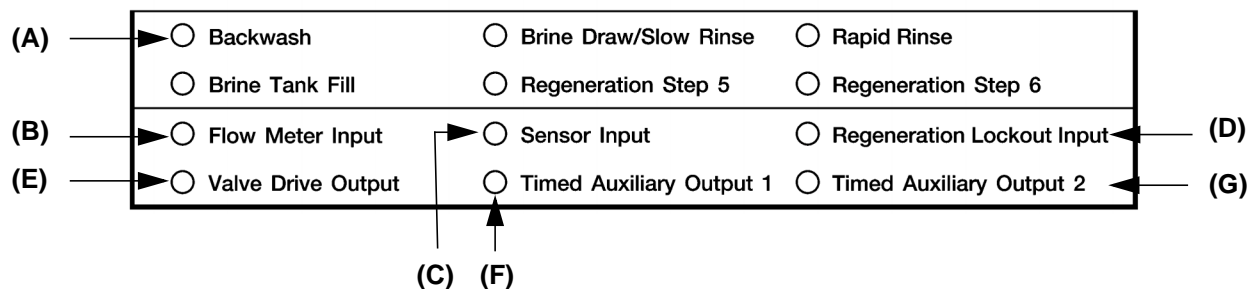 (A) Backwash Brine Draw/Slow Rinse Rapid Rinse
Brine Tank Fill Regeneration Step 5 Regeneration Step 6
(B) Flow Meter Input Sensor Input Regeneration Lockout Input (D)
(E) Valve Drive Output Timed Auxiliary Output 1 Timed Auxiliary Output 2 (G)
(C) (F)